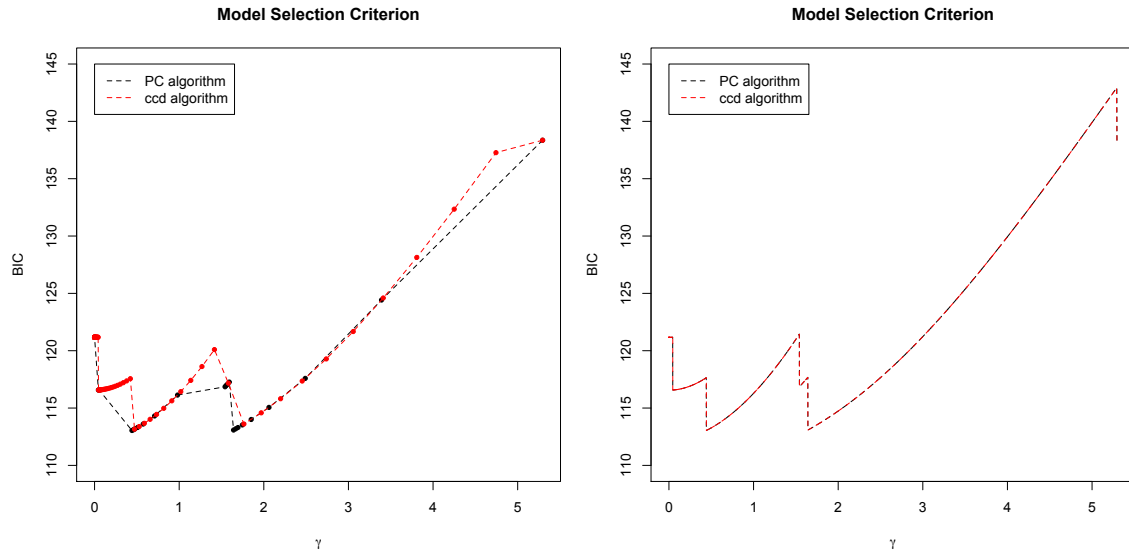 Model Selection Criterion
145
140
135
130
125
120
115
110
BIC
PC algorithm
ccd algorithm
0 1 2 3 4 5
γ
Model Selection Criterion
145
140
135
130
125
120
115
110
BIC
PC algorithm
ccd algorithm
0 1 2 3 4 5
γ